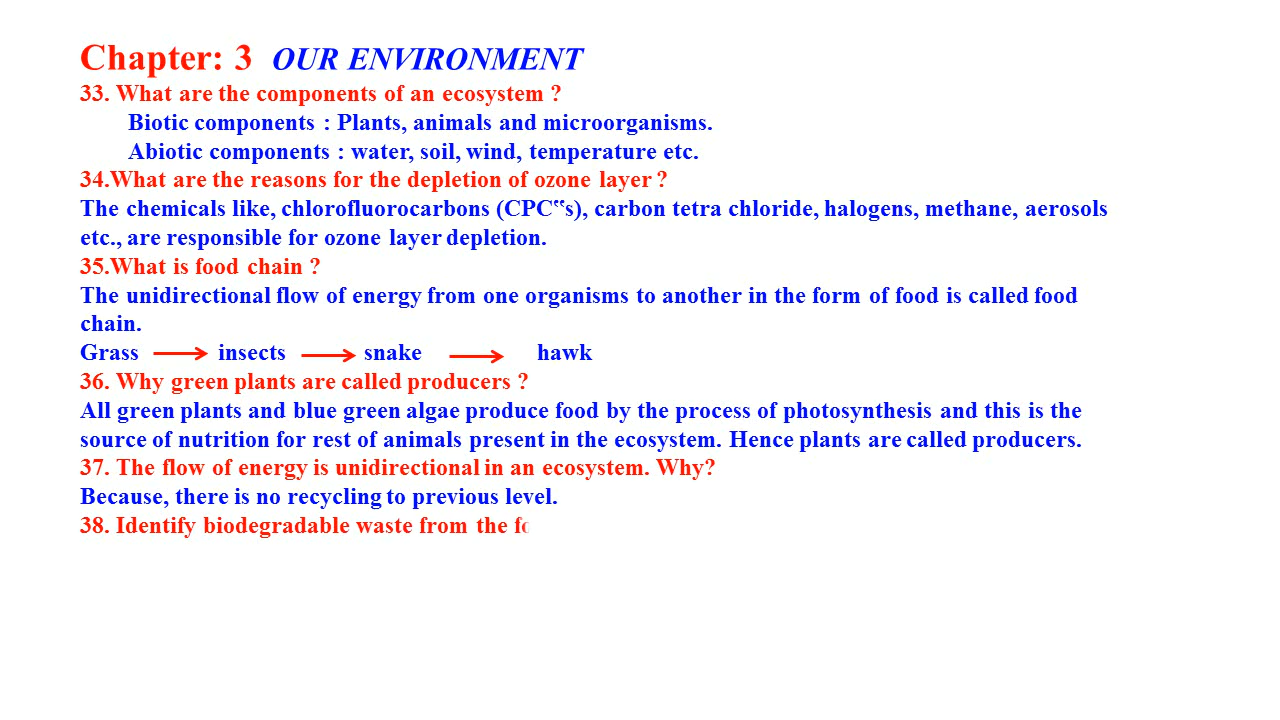 Chapter: 3 OUR ENVIRONMENT
33. What are the components of an ecosystem ?
Biotic components : Plants, animals and microorganisms.
Abiotic components : water, soil, wind, temperature etc.
34.What are the reasons for the depletion of ozone layer ?
The chemicals like, chlorofluorocarbons (CPC‟s), carbon tetra chloride, halogens, methane, aerosols
etc., are responsible for ozone layer depletion.
35.What is food chain ?
The unidirectional flow of energy from one organisms to another in the form of food is called food
chain.
Grass insects snake hawk
36. Why green plants are called producers ?
All green plants and blue green algae produce food by the process of photosynthesis and this is the
source of nutrition for rest of animals present in the ecosystem. Hence plants are called producers.
37. The flow of energy is unidirectional in an ecosystem. Why?
Because, there is no recycling to previous level.
38. Identify biodegradable waste from the